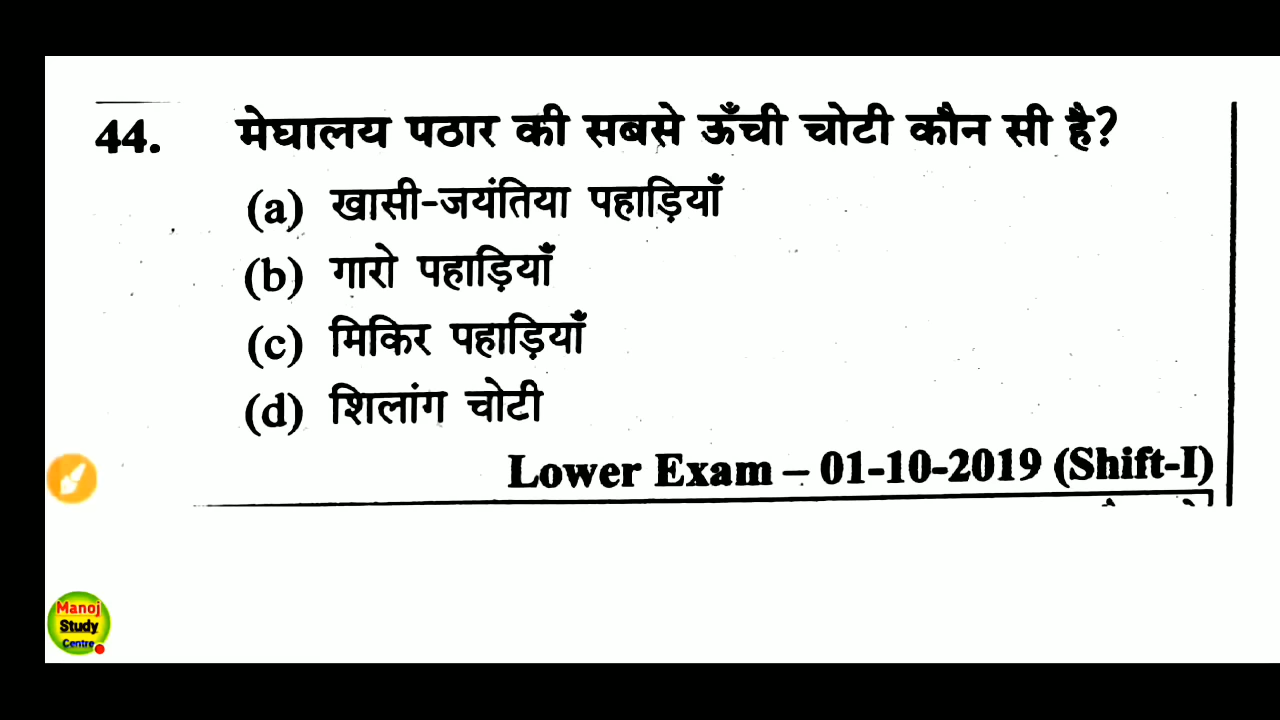 44. मेघालय पठार की सबसे ऊँची चोटी कौन सी है?
(a) खासी-जयंतिया पहाड़ियाँ
(b) गारो पहाड़ियाँ
(c) मिकिर पहाड़ियाँ
(d) शिलांग चोटी
Lower Exam – 01-10-2019 (Shift-I)
Manoj
Study
Centre